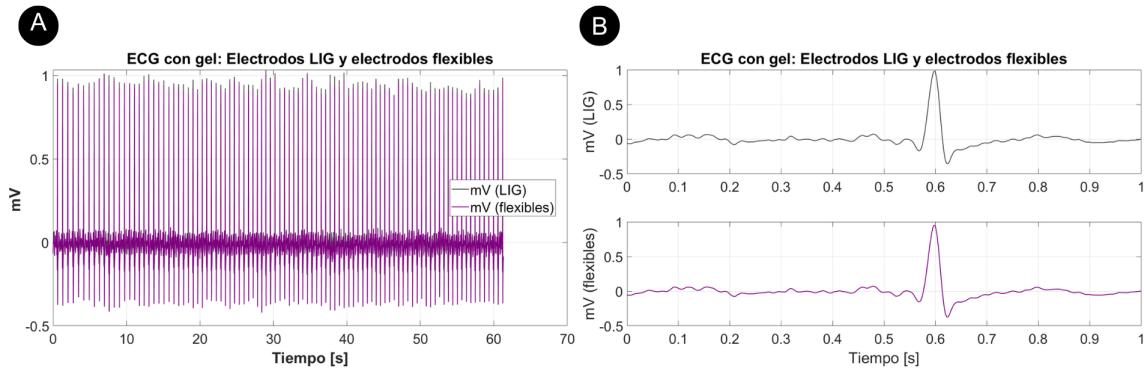 A
ECG con gel: Electrodos LIG y electrodos flexibles
mV
1
0.5
0
-0.5
mV (LIG)
mV (flexibles)
0 10 20 30 40 50 60 70
Tiempo [s]
B
ECG con gel: Electrodos LIG y electrodos flexibles
mV (LIG)
1
0.5
0
-0.5
0 0.1 0.2 0.3 0.4 0.5 0.6 0.7 0.8 0.9 1
mV (flexibles)
1
0.5
0
-0.5
0 0.1 0.2 0.3 0.4 0.5 0.6 0.7 0.8 0.9 1
Tiempo [s]